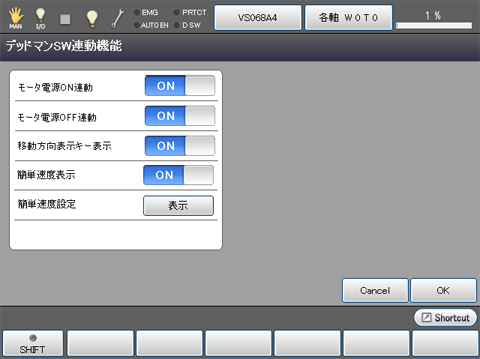 MAN
I/O
EMG
AUTO EN
PRTCT
D SW
VS068A4
各軸 W0T0
1 %
デッドマンSW連動機能
モータ電源ON連動
ON
モータ電源OFF連動
ON
移動方向表示キー表示
ON
簡単速度表示
ON
簡単速度設定
表示
Cancel
OK
Shortcut
SHIFT